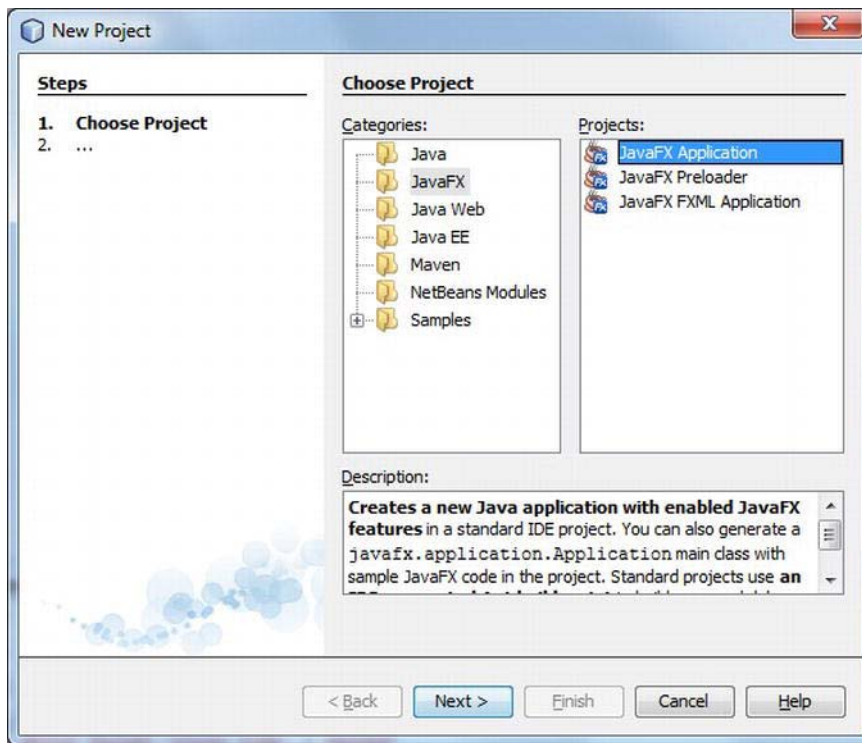 New Project
Steps
1. Choose Project
2. ...
Choose Project
Categories:
Java
JavaFX
Java Web
Java EE
Maven
NetBeans Modules
Samples
Projects:
JavaFX Application
JavaFX Preloader
JavaFX FXML Application
Description:
Creates a new Java application with enabled JavaFX
features in a standard IDE project. You can also generate a
javafx.application.Application main class with
sample JavaFX code in the project. Standard projects use an
< Back
Next >
Finish
Cancel
Help